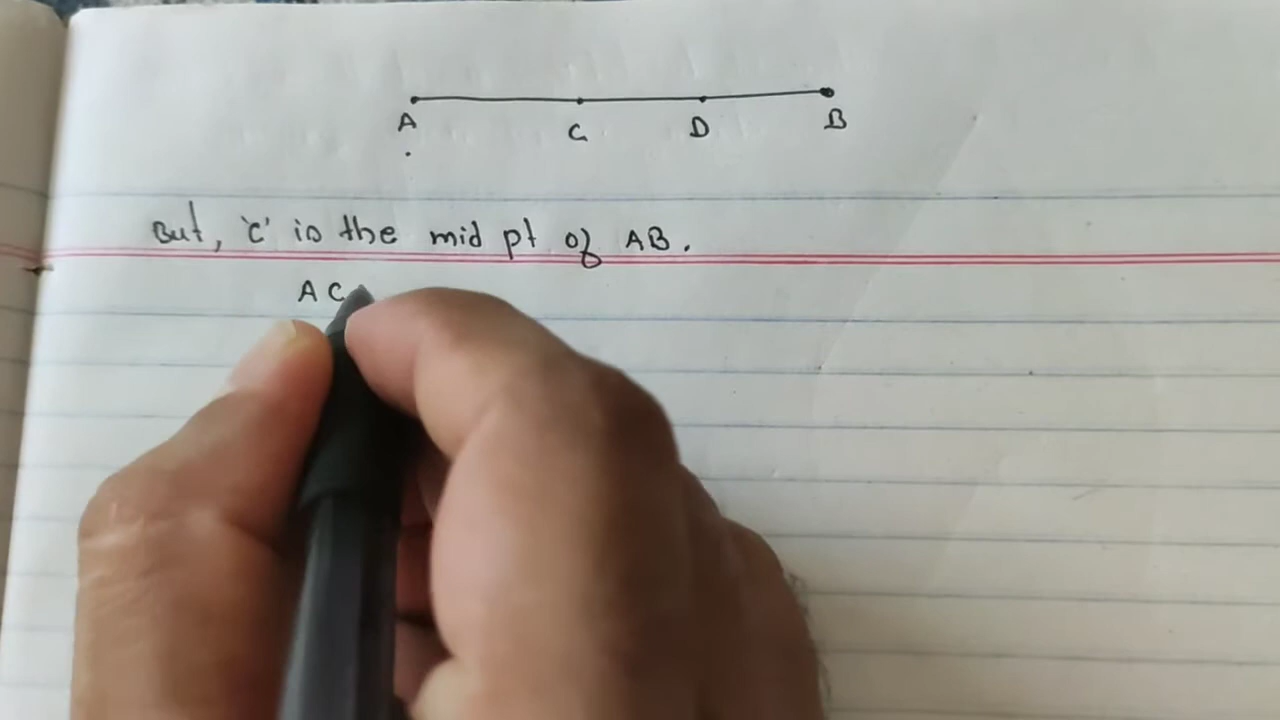 A C D B
But, 'c' is the mid pt of AB.
AC